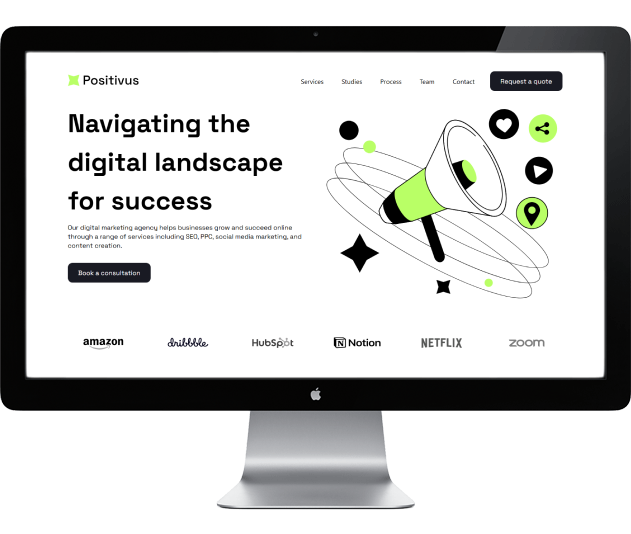 Positivus
Services Studies Process Team Contact Request a quote
Navigating the
digital landscape
for success
Our digital marketing agency helps businesses grow and succeed online
through a range of services including SEO, PPC, social media marketing, and
content creation.
Book a consultation
amazon dribbble HubSpot Notion NETFLIX zoom